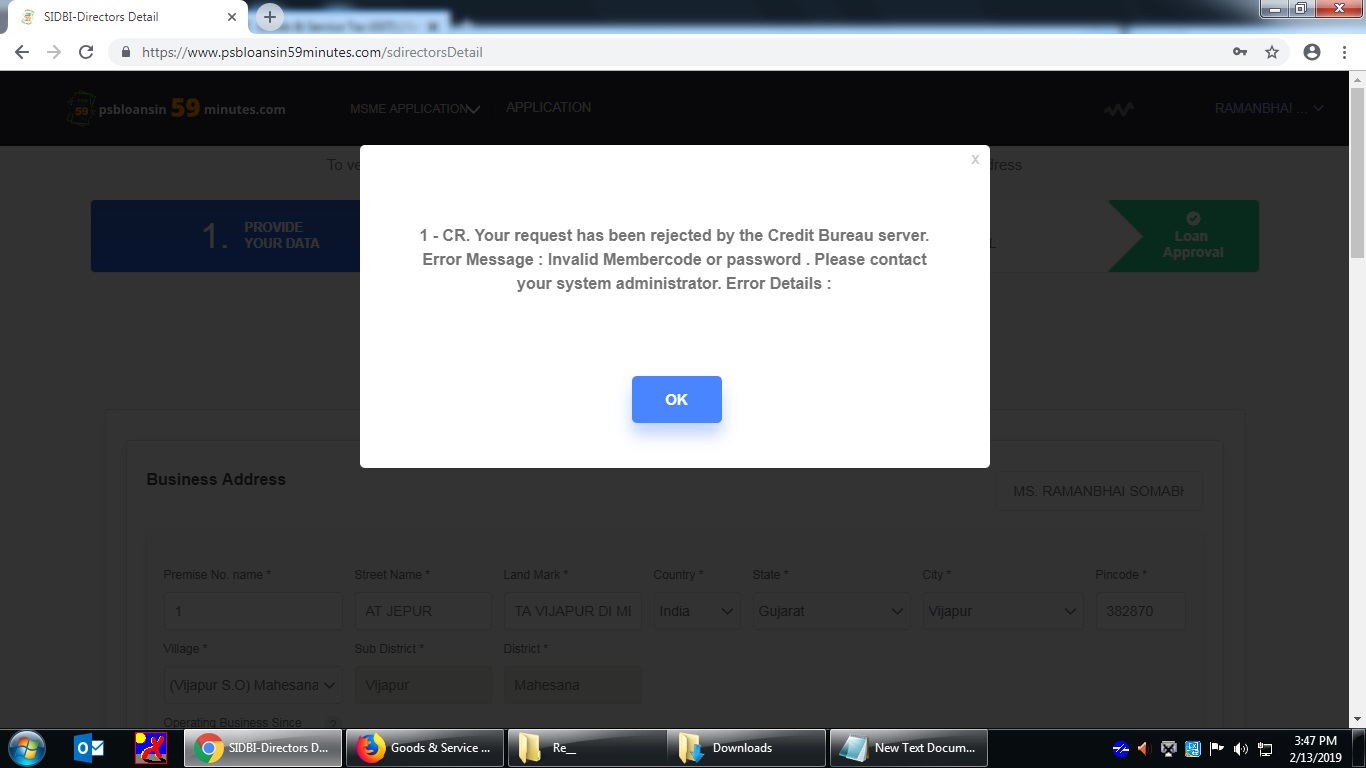 SIDBI-Directors Detail
https://www.psbloansin59minutes.com/sdirectorsDetail
59 psbloansin 59 minutes.com
MSME APPLICATION
APPLICATION
RAMANBHAI ...
To ve
dress
x
1. PROVIDE
YOUR DATA
Loan
Approval
1 - CR. Your request has been rejected by the Credit Bureau server.
Error Message : Invalid Membercode or password . Please contact
your system administrator. Error Details :
OK
Business Address
MS. RAMANBHAI SOMABH
Premise No. name * Street Name * Land Mark * Country * State * City * Pincode *
1 AT JEPUR TA VIJAPUR DI MI India Gujarat Vijapur 382870
Village * Sub District * District *
(Vijapur S.O) Mahesana Vijapur Mahesana
Operating Business Since ?
SIDBI-Directors D... Goods & Service ... Re__ Downloads New Text Docum...
3:47 PM
2/13/2019